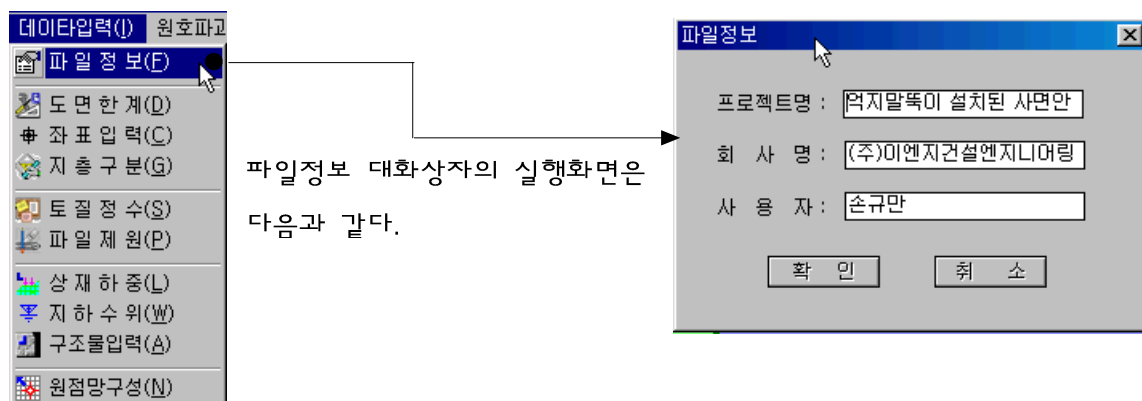 데이타입력(I) 원호파괴
파 일 정 보(F)
도 면 한 계(D)
좌 표 입 력(C)
지 층 구 분(G)
토 질 정 수(S)
파 일 제 원(P)
상 재 하 중(L)
지 하 수 위(W)
구조물입력(A)
원점망구성(N)
파일정보 대화상자의 실행화면은
다음과 같다.
파일정보
프로젝트명 : 억지말뚝이 설치된 사면안
회 사 명 : (주)이엔지건설엔지니어링
사 용 자 : 손규만
확 인 취 소